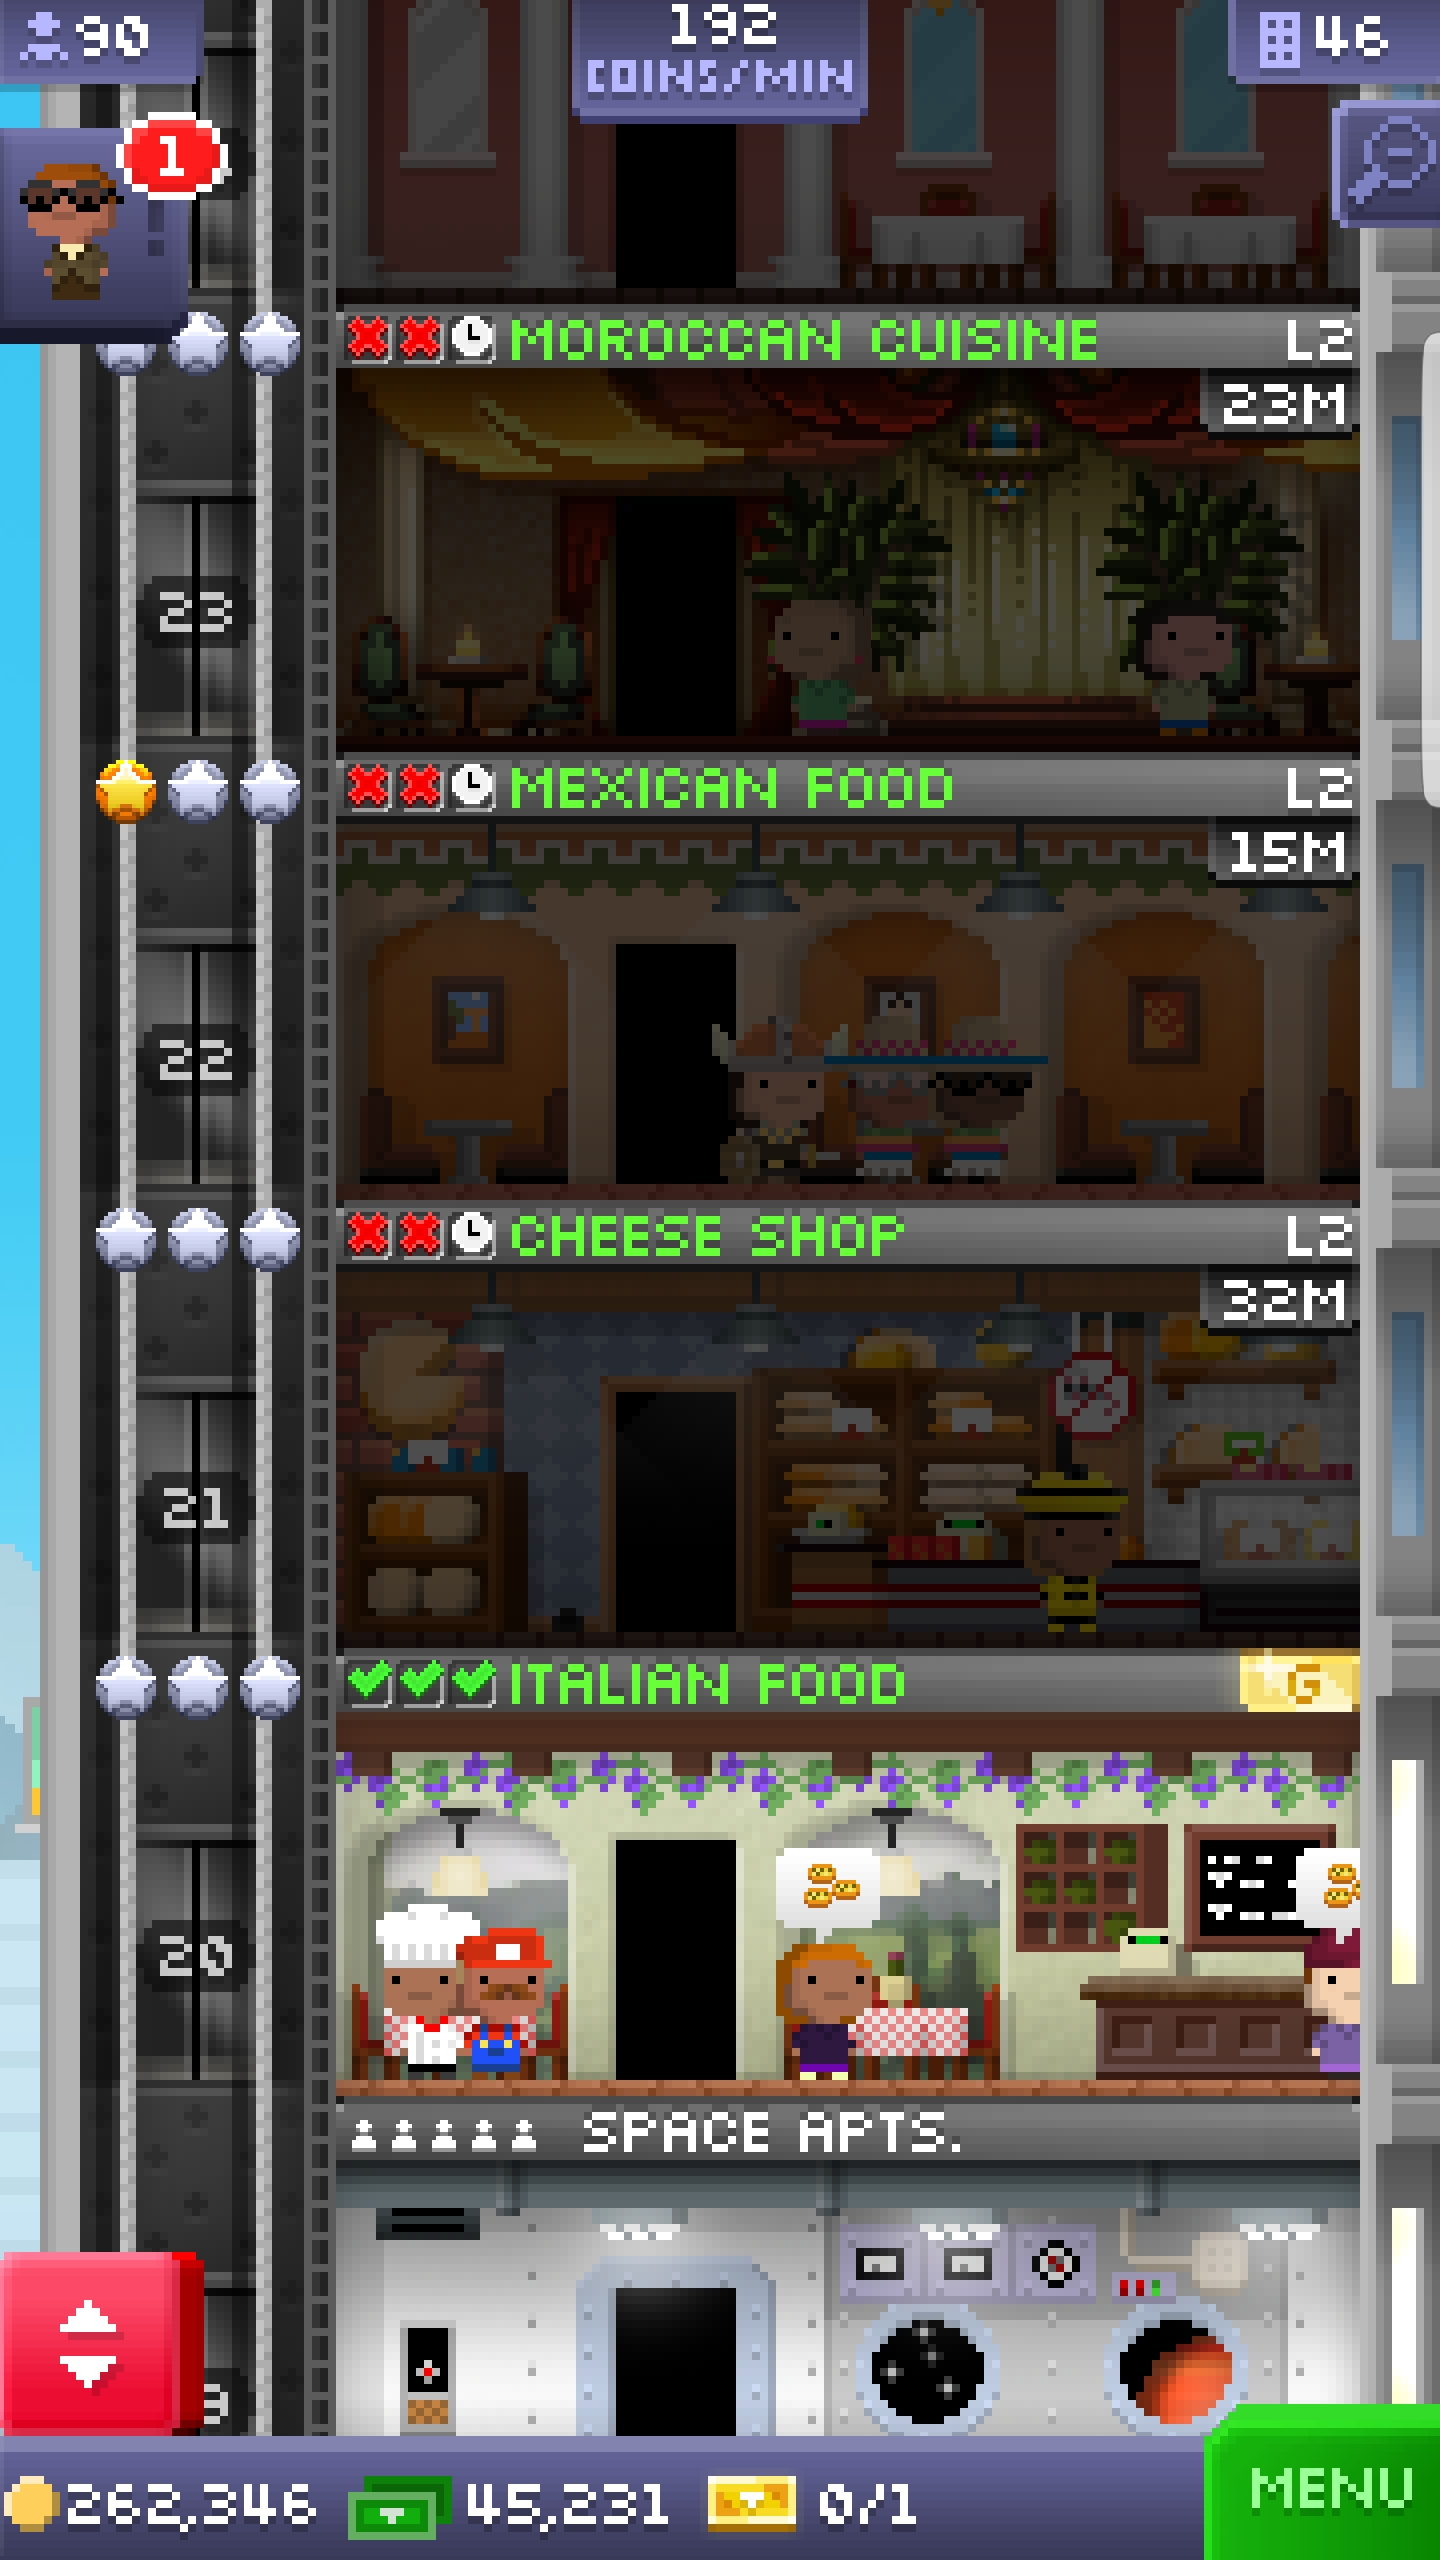 90
192
COINS/MIN
46
1
MOROCCAN CUISINE L2
23M
23
MEXICAN FOOD L2
15M
22
CHEESE SHOP L2
32M
21
ITALIAN FOOD G
20
SPACE APTS.
9
262,346 45,231 0/1
MENU